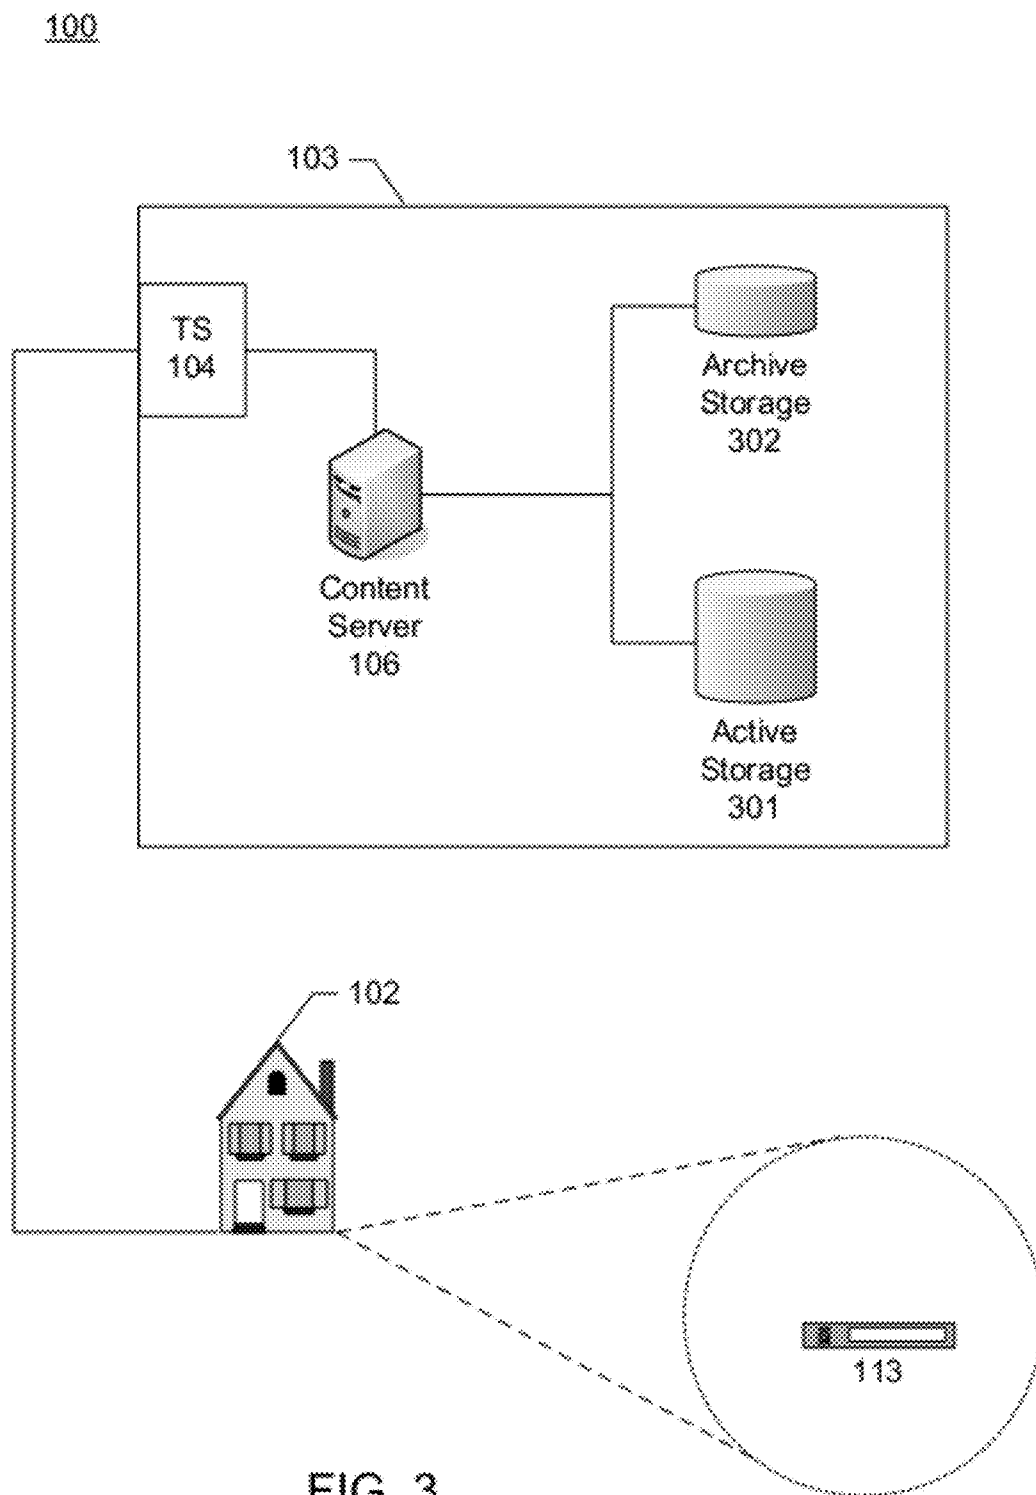 100
103
TS
104
Archive
Storage
302
Content
Server
106
Active
Storage
301
102
113
FIG. 3